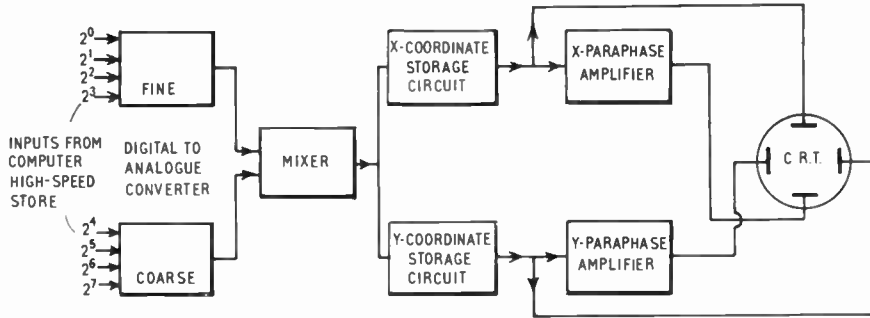 2⁰
2¹
2²
2³
FINE
INPUTS FROM
COMPUTER
HIGH-SPEED
STORE
DIGITAL TO
ANALOGUE
CONVERTER
2⁴
2⁵
2⁶
2⁷
COARSE
MIXER
X-COORDINATE
STORAGE
CIRCUIT
X-PARAPHASE
AMPLIFIER
Y-COORDINATE
STORAGE
CIRCUIT
Y-PARAPHASE
AMPLIFIER
C R.T.